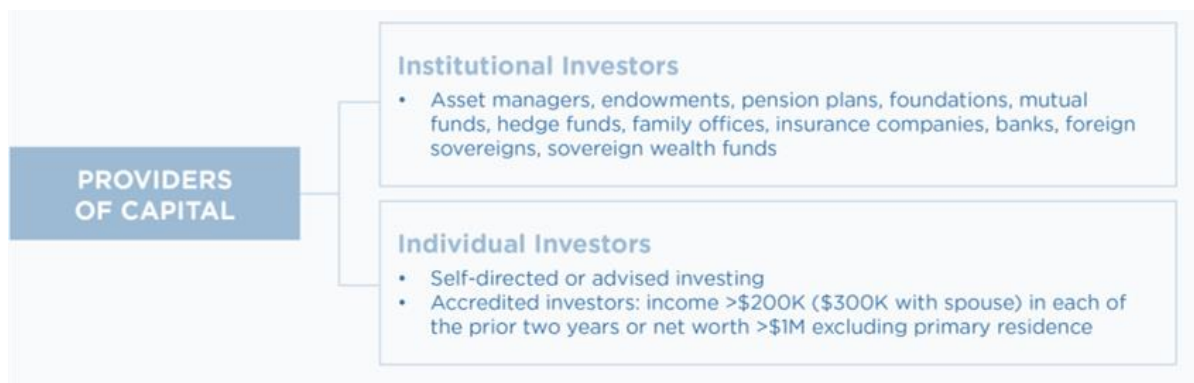 PROVIDERS
OF CAPITAL
Institutional Investors
• Asset managers, endowments, pension plans, foundations, mutual
funds, hedge funds, family offices, insurance companies, banks, foreign
sovereigns, sovereign wealth funds
Individual Investors
• Self-directed or advised investing
• Accredited investors: income >$200K ($300K with spouse) in each of
the prior two years or net worth >$1M excluding primary residence